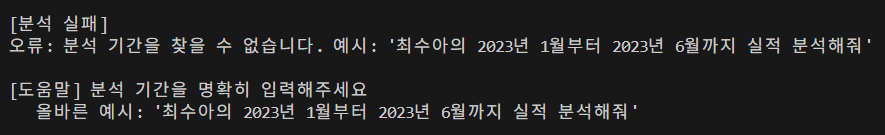 [분석 실패]
오류: 분석 기간을 찾을 수 없습니다. 예시: '최수아의 2023년 1월부터 2023년 6월까지 실적 분석해줘'
[도움말] 분석 기간을 명확히 입력해주세요
올바른 예시: '최수아의 2023년 1월부터 2023년 6월까지 실적 분석해줘'